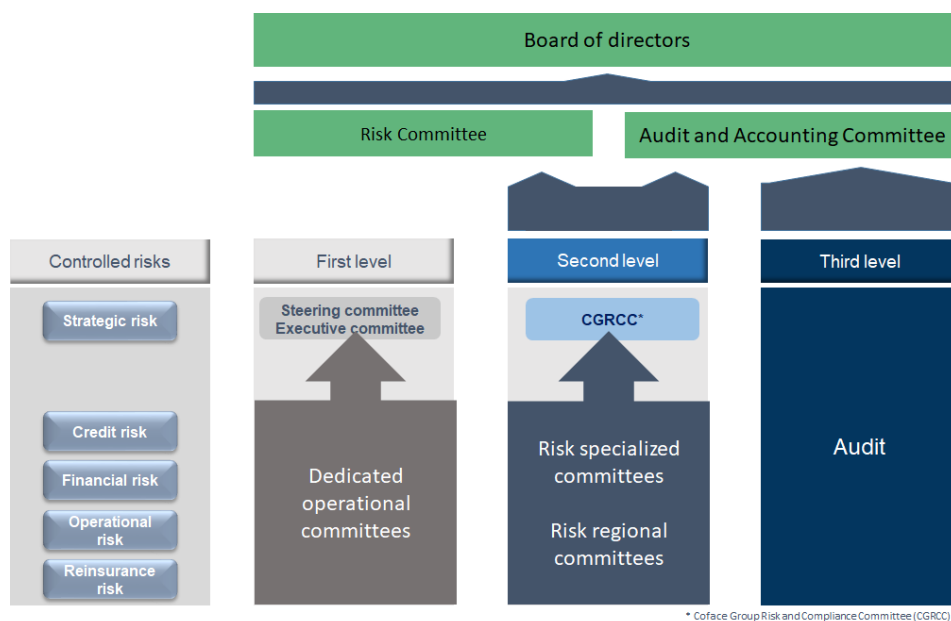 Board of directors
Risk Committee
Audit and Accounting Committee
Controlled risks
First level
Second level
Third level
Strategic risk
Steering committee
Executive committee
CGRCC*
Credit risk
Financial risk
Operational
risk
Reinsurance
risk
Dedicated
operational
committees
Risk specialized
committees
Risk regional
committees
Audit
* Coface Group Risk and Compliance Committee (CGRCC)